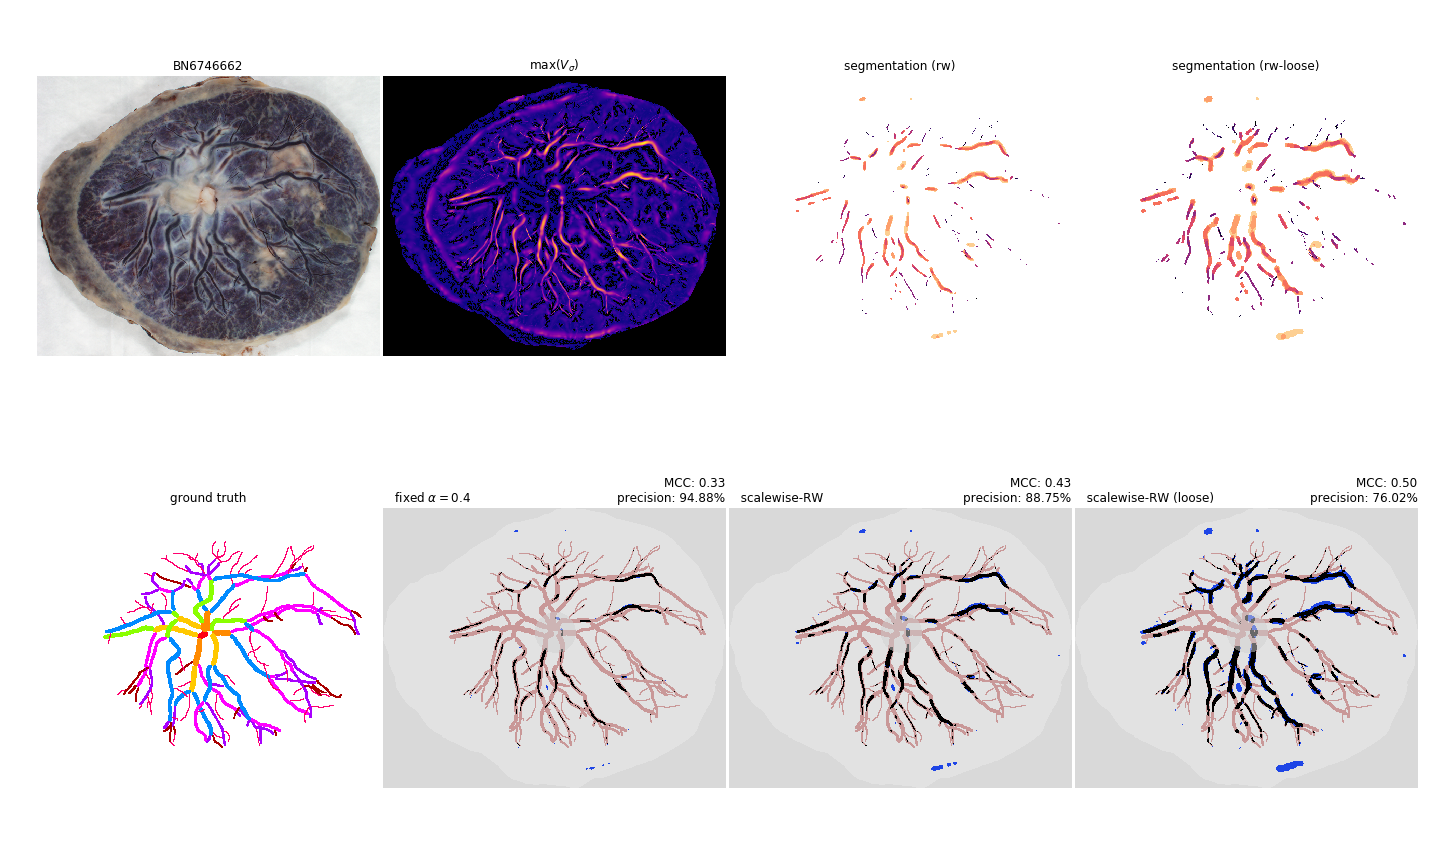 BN6746662
max(V_σ)
segmentation (rw)
segmentation (rw-loose)
ground truth
fixed α = 0.4
MCC: 0.33
precision: 94.88%
scalewise-RW
MCC: 0.43
precision: 88.75%
scalewise-RW (loose)
MCC: 0.50
precision: 76.02%